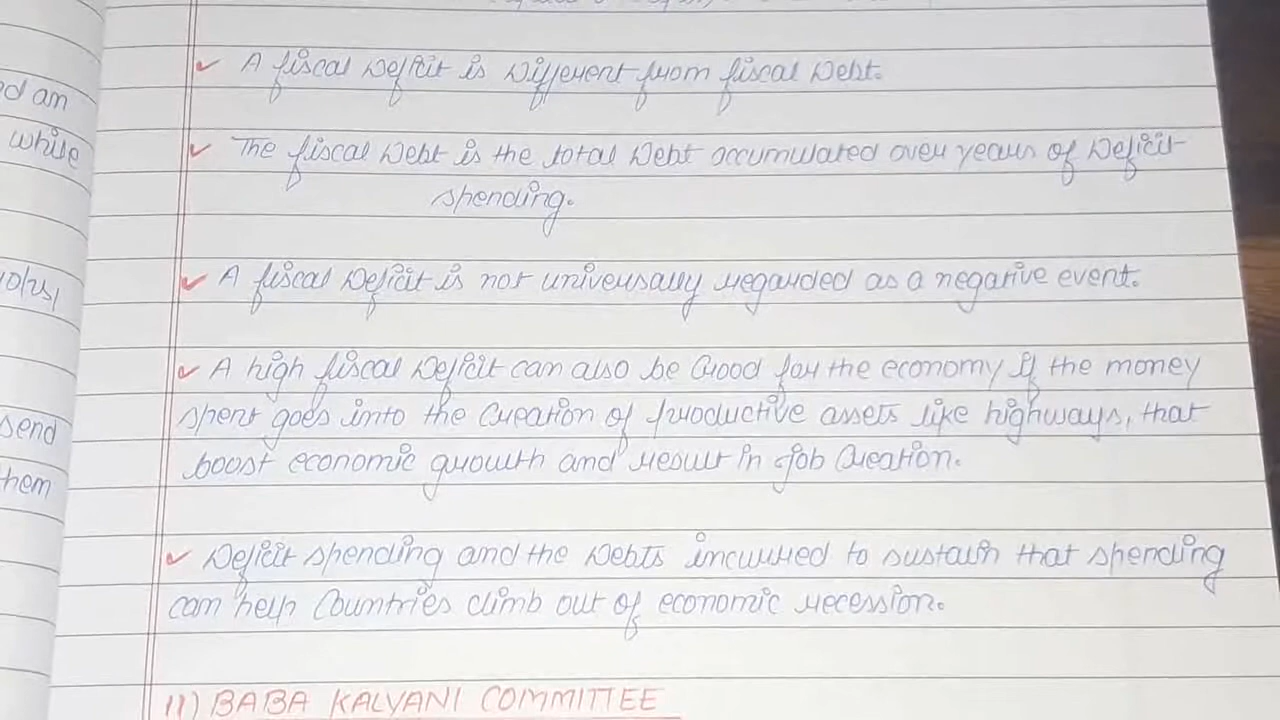 ✓ A fiscal Deficit is Different from fiscal Debt.
✓ The fiscal Debt is the total Debt accumulated over years of Deficit
spending.
✓ A fiscal Deficit is not universally regarded as a negative event.
✓ A high fiscal Deficit can also be Good for the economy if the money
spent goes into the Creation of Productive assets like highways, that
boost economic growth and result in Job Creation.
✓ Deficit spending and the Debts incurred to sustain that spending
can help Countries climb out of economic recession.
11) BABA KALYANI COMMITTEE
d am
while
send
hem